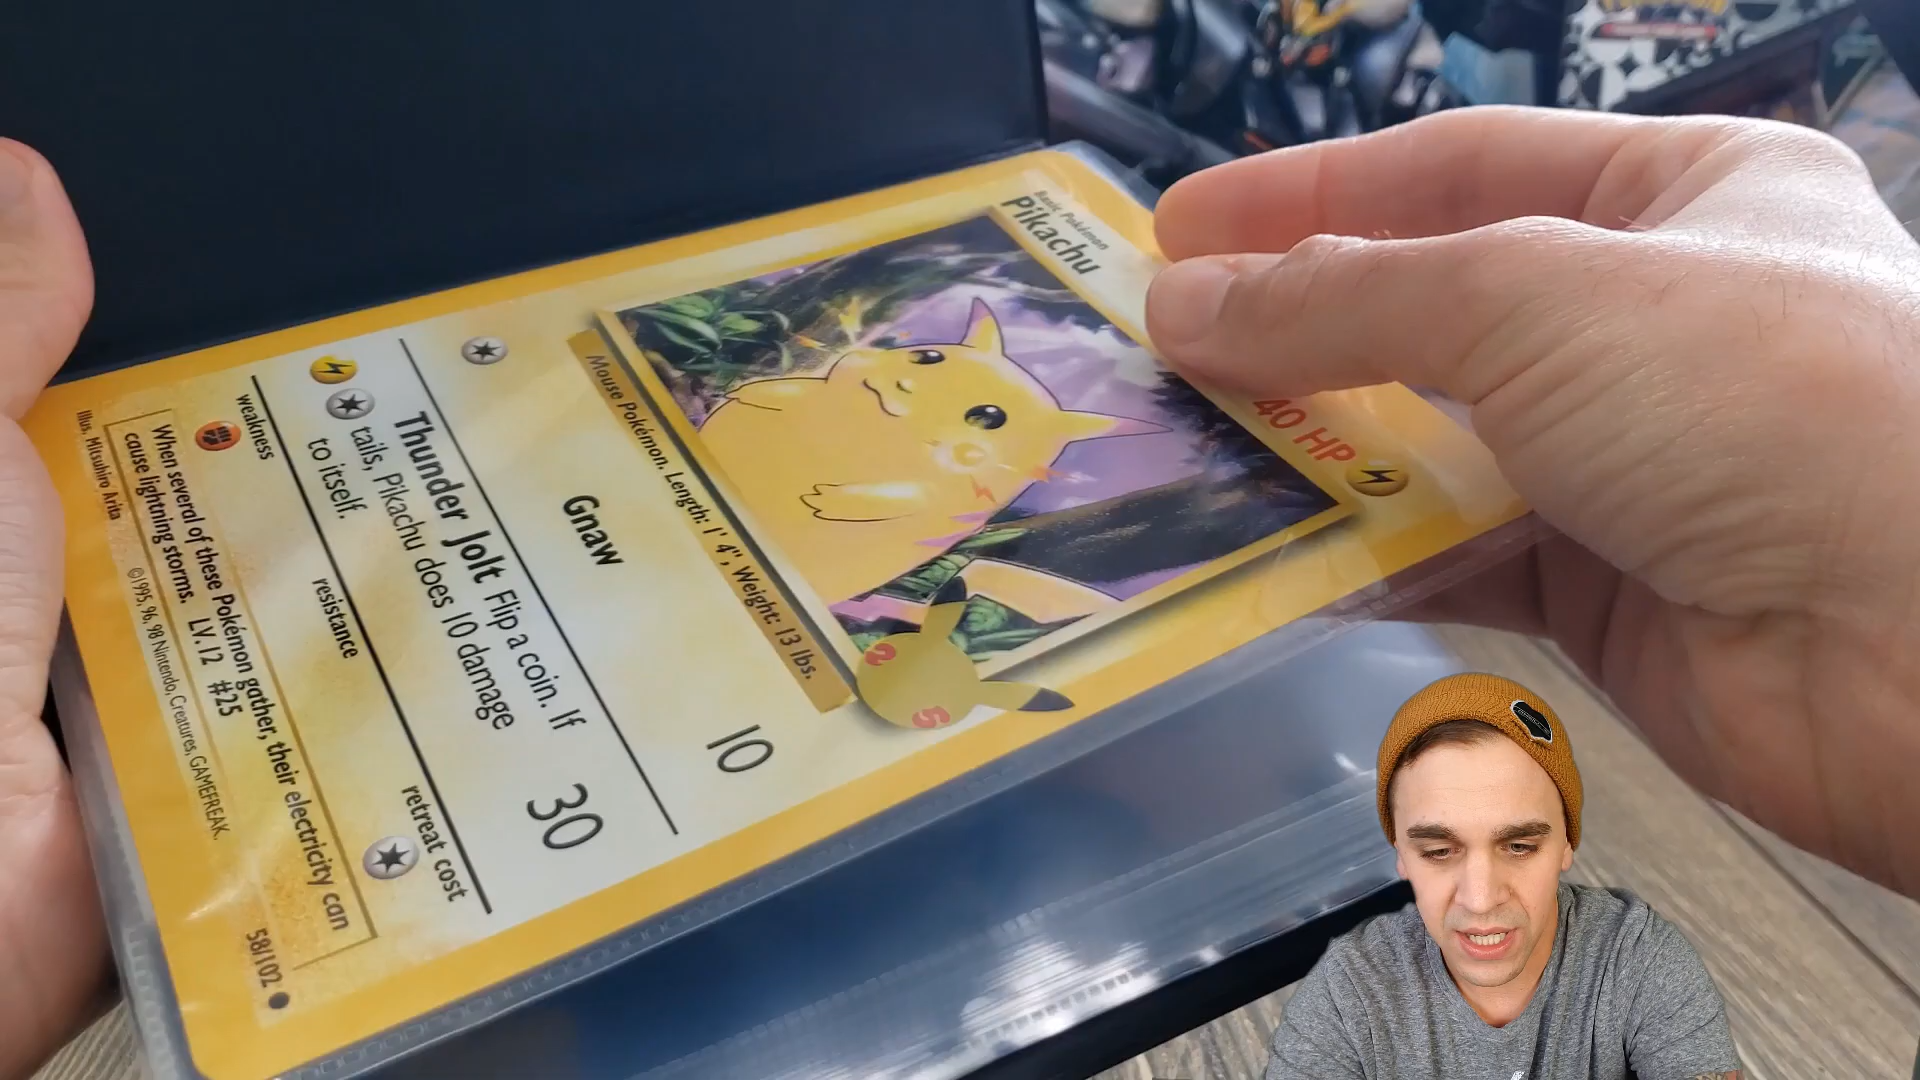 Basic Pokémon
Pikachu
40 HP
Mouse Pokémon. Length: 1' 4", Weight: 13 lbs.
2
5
Gnaw
10
Thunder Jolt Flip a coin. If
tails, Pikachu does 10 damage
to itself.
30
weakness
resistance
retreat cost
When several of these Pokémon gather, their electricity can
cause lightning storms. LV. 12 #25
Illus. Mitsuhiro Arita
©1995, 96, 98 Nintendo, Creatures, GAMEFREAK.
58/102